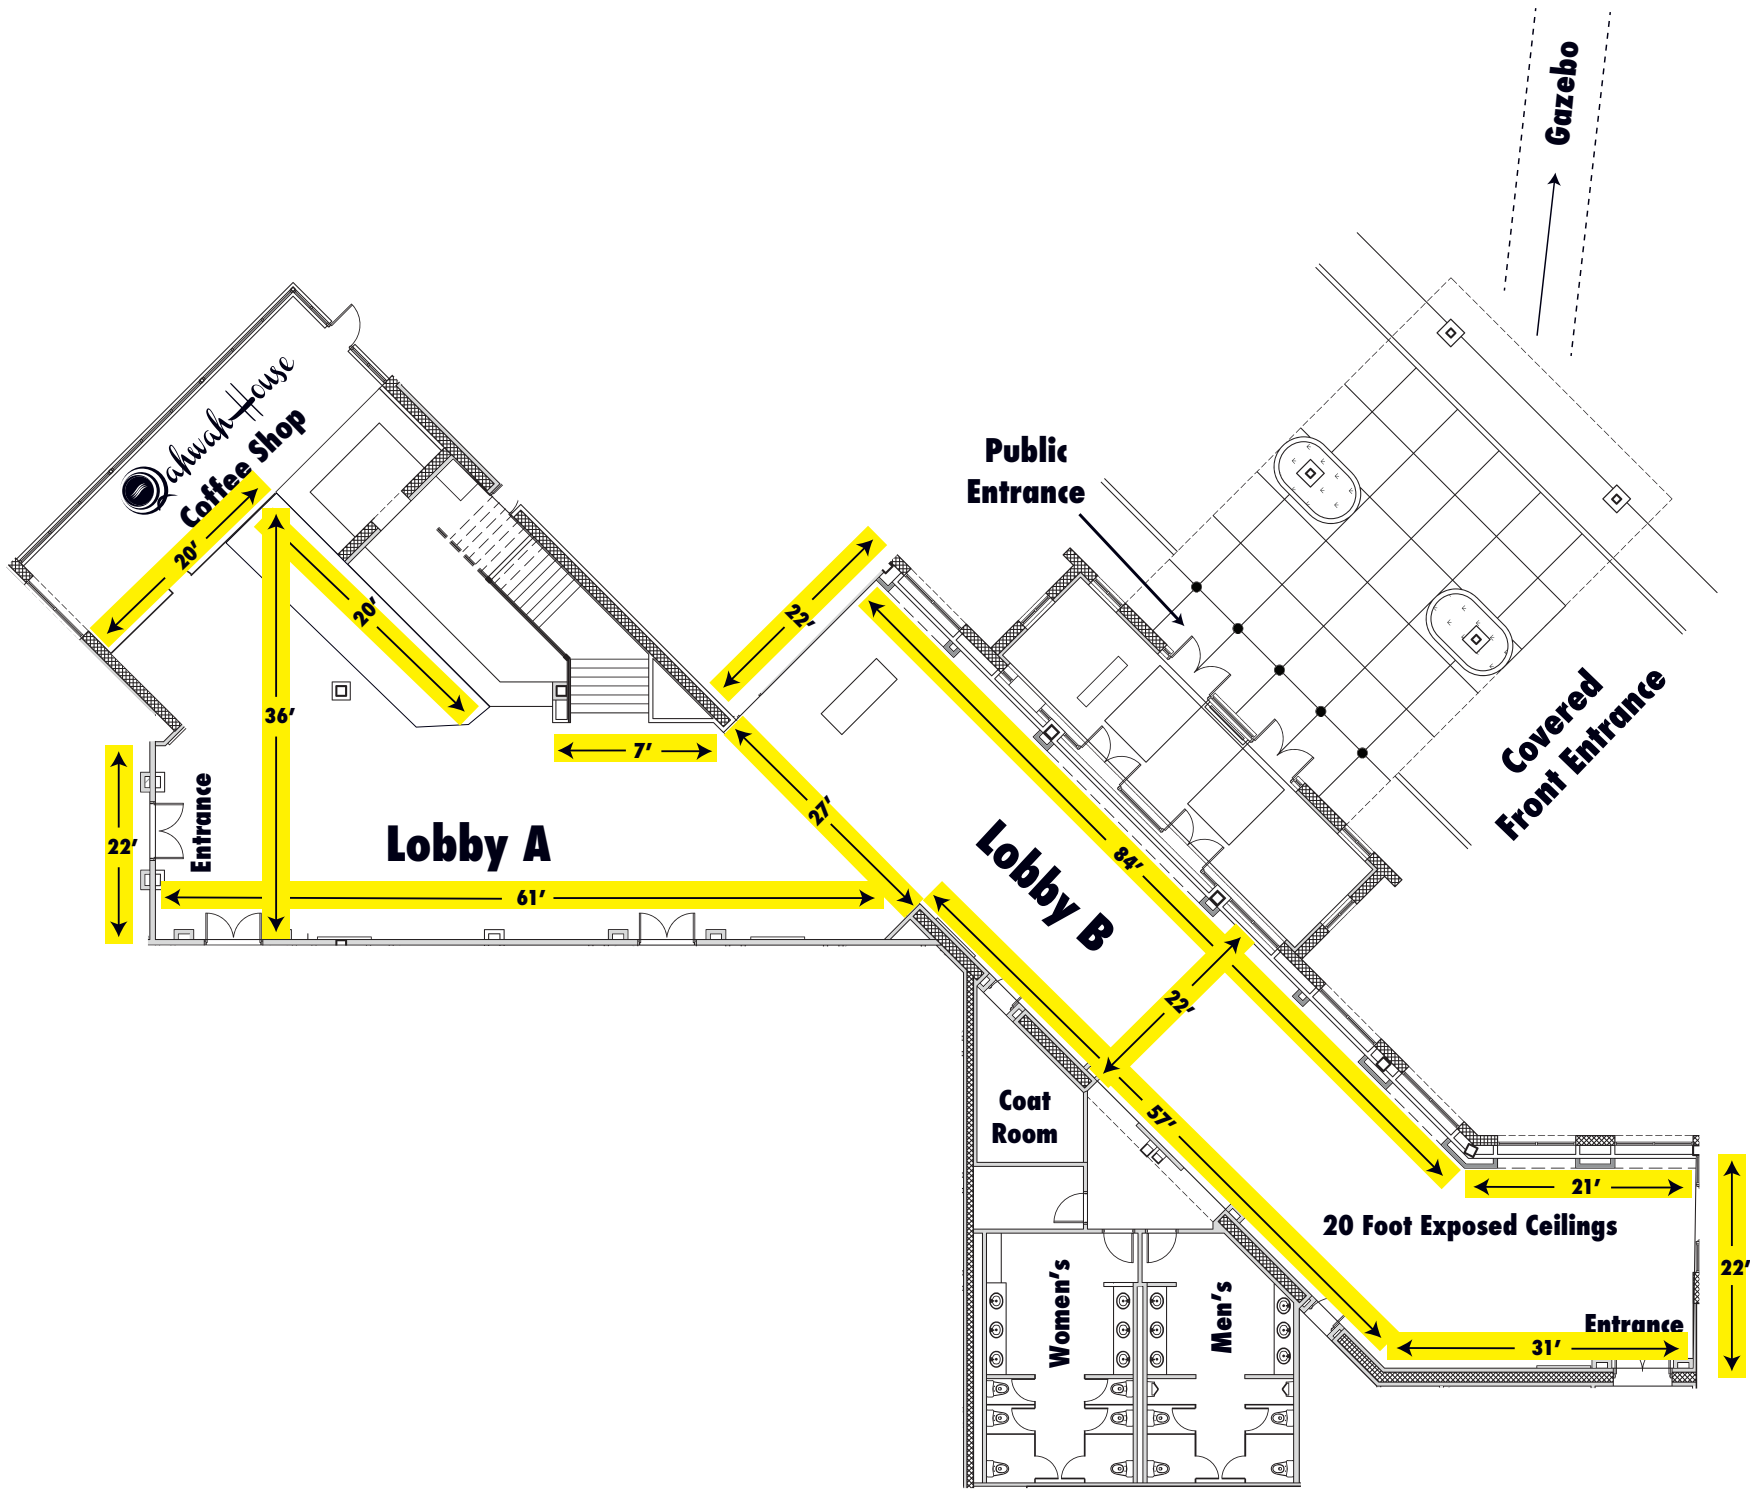 Gazebo
Qahwah House
Coffee Shop
Public
Entrance
Covered
Front Entrance
20'
20'
36'
22'
7'
27'
84'
Entrance
22'
Lobby A
Lobby B
61'
22'
57'
Coat
Room
21'
20 Foot Exposed Ceilings
22'
Women's
Men's
Entrance
31'